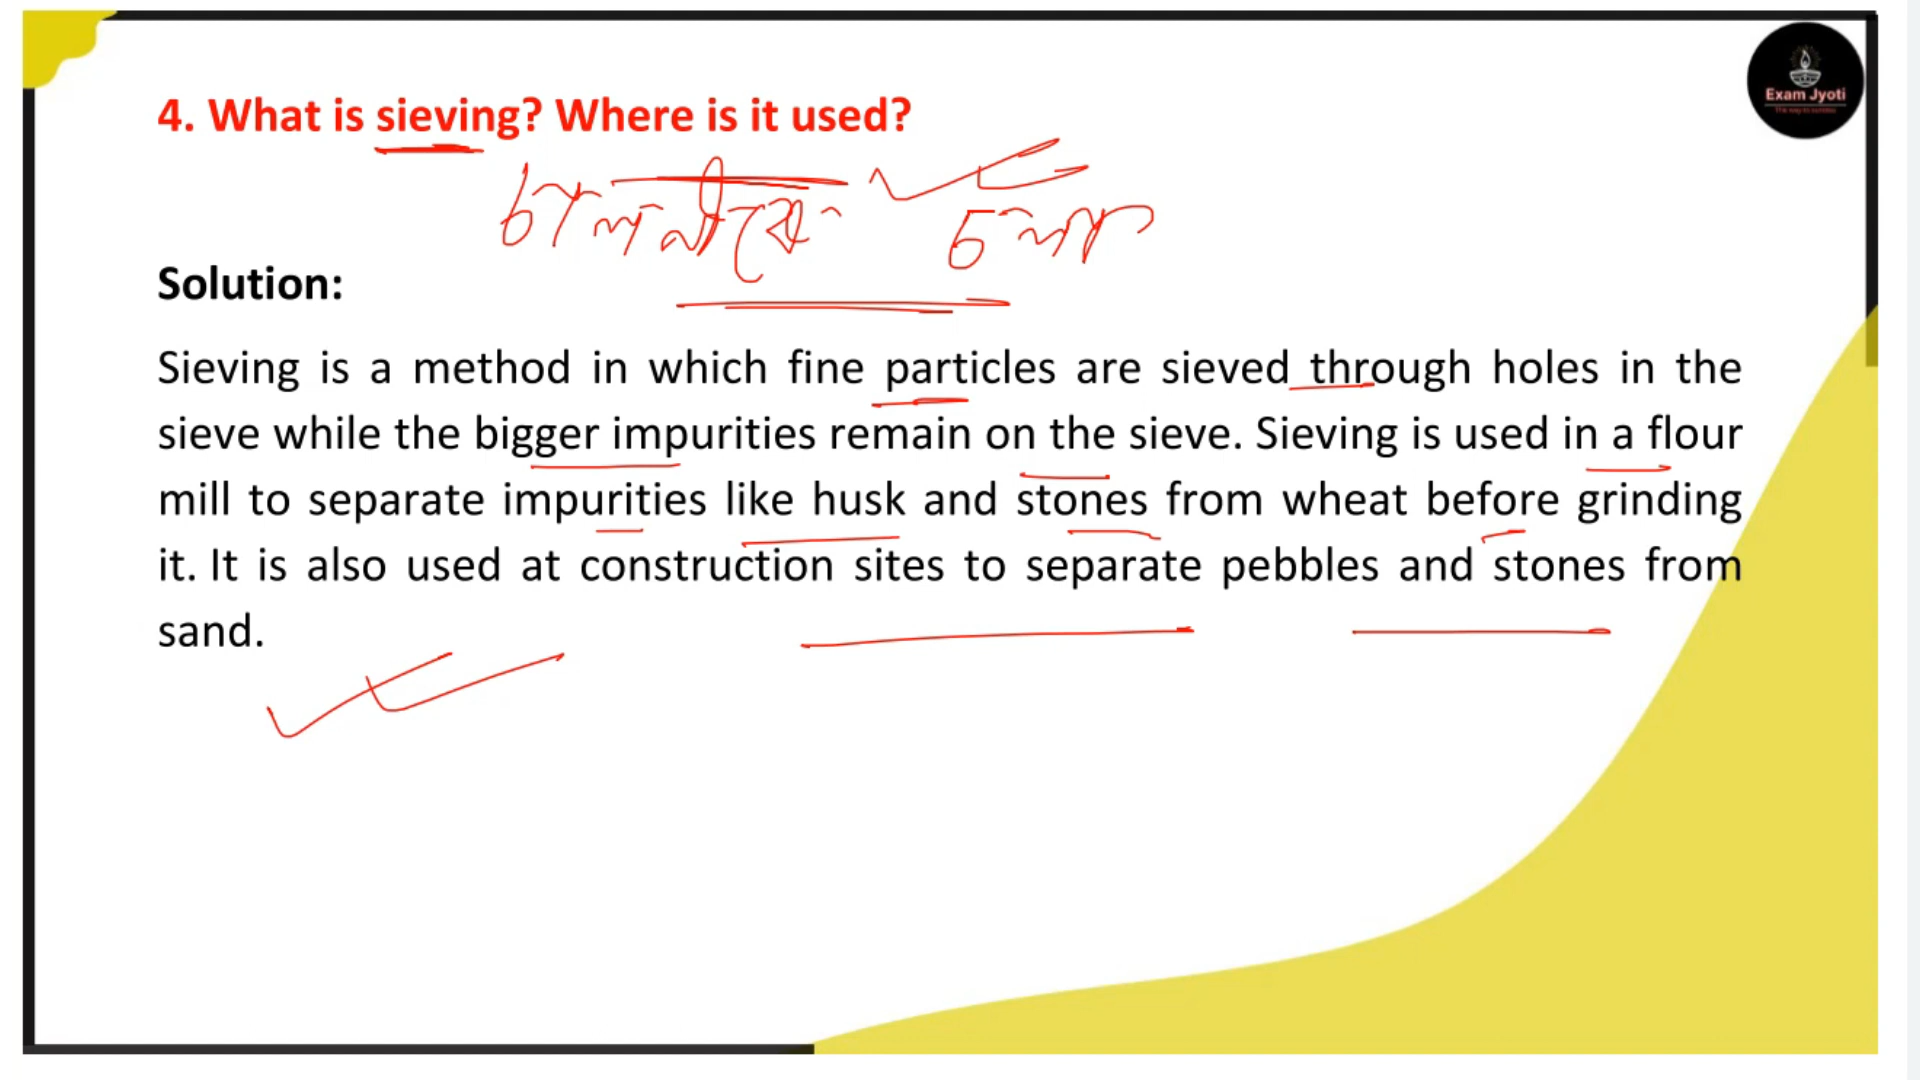 Exam Jyoti
4. What is sieving? Where is it used?
Solution:
Sieving is a method in which fine particles are sieved through holes in the
sieve while the bigger impurities remain on the sieve. Sieving is used in a flour
mill to separate impurities like husk and stones from wheat before grinding
it. It is also used at construction sites to separate pebbles and stones from
sand.